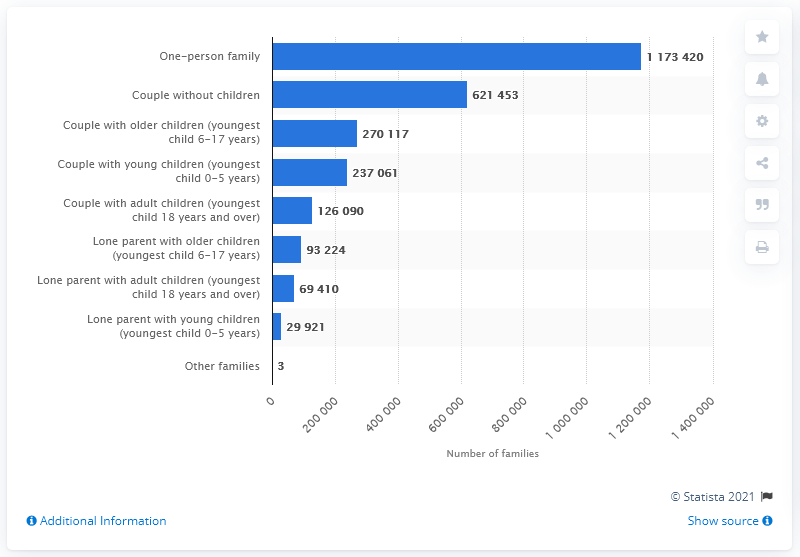 One-person family
1 173 420
Couple without children
621 453
Couple with older children (youngest
child 6-17 years)
270 117
Couple with young children (youngest
child 0-5 years)
237 061
Couple with adult children (youngest
child 18 years and over)
126 090
Lone parent with older children
(youngest child 6-17 years)
93 224
Lone parent with adult children (youngest
child 18 years and over)
69 410
Lone parent with young children
(youngest child 0-5 years)
29 921
Other families
3
0
200 000
400 000
600 000
800 000
1 000 000
1 200 000
1 400 000
Number of families
© Statista 2021
Additional Information
Show source